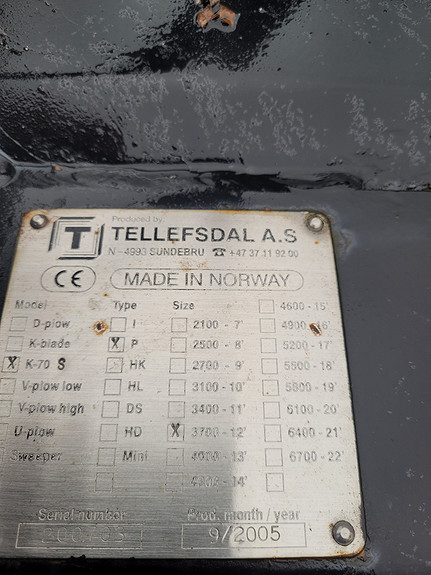 Produced by
T TELLEFSDAL A.S
N - 4993 SUNDEBRU ☎ +47 37 11 92 00
CE MADE IN NORWAY
Model Type Size 4600 - 15'
D-plow I 2100 - 7' 4900 - 16'
K-blade X P 2500 - 8' 5200 - 17'
X K-70 S HK 2700 - 9' 5500 - 18'
V-plow low HL 3100 - 10' 5800 - 19'
V-plow high DS 3400 - 11' 6100 - 20'
U-plow HD X 3700 - 12' 6400 - 21'
Sweeper Mini 4000 - 13' 6700 - 22'
- 14'
Serial number Prod. month / year
9/2005